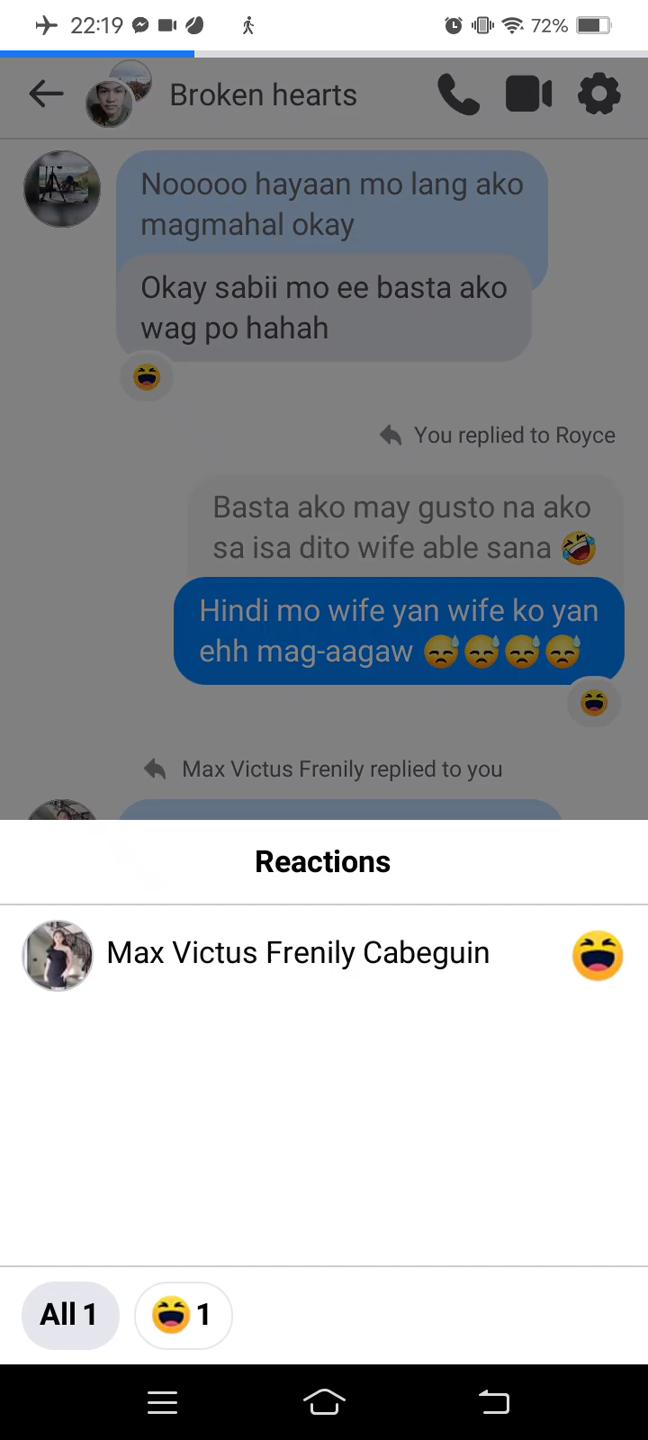 22:19
72%
Broken hearts
Nooooo hayaan mo lang ako
magmahal okay
Okay sabii mo ee basta ako
wag po hahah
You replied to Royce
Basta ako may gusto na ako
sa isa dito wife able sana 🤣
Hindi mo wife yan wife ko yan
ehh mag-aagaw 😓😓😓😓
Max Victus Frenily replied to you
Reactions
Max Victus Frenily Cabeguin
All 1
😆 1